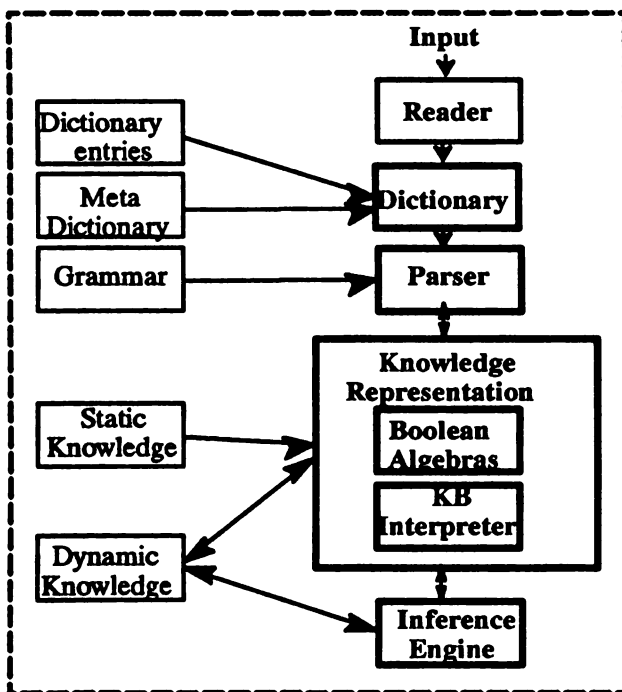 Input
Reader
Dictionary
entries
Meta
Dictionary
Dictionary
Grammar
Parser
Knowledge
Representation
Static
Knowledge
Boolean
Algebras
KB
Interpreter
Dynamic
Knowledge
Inference
Engine